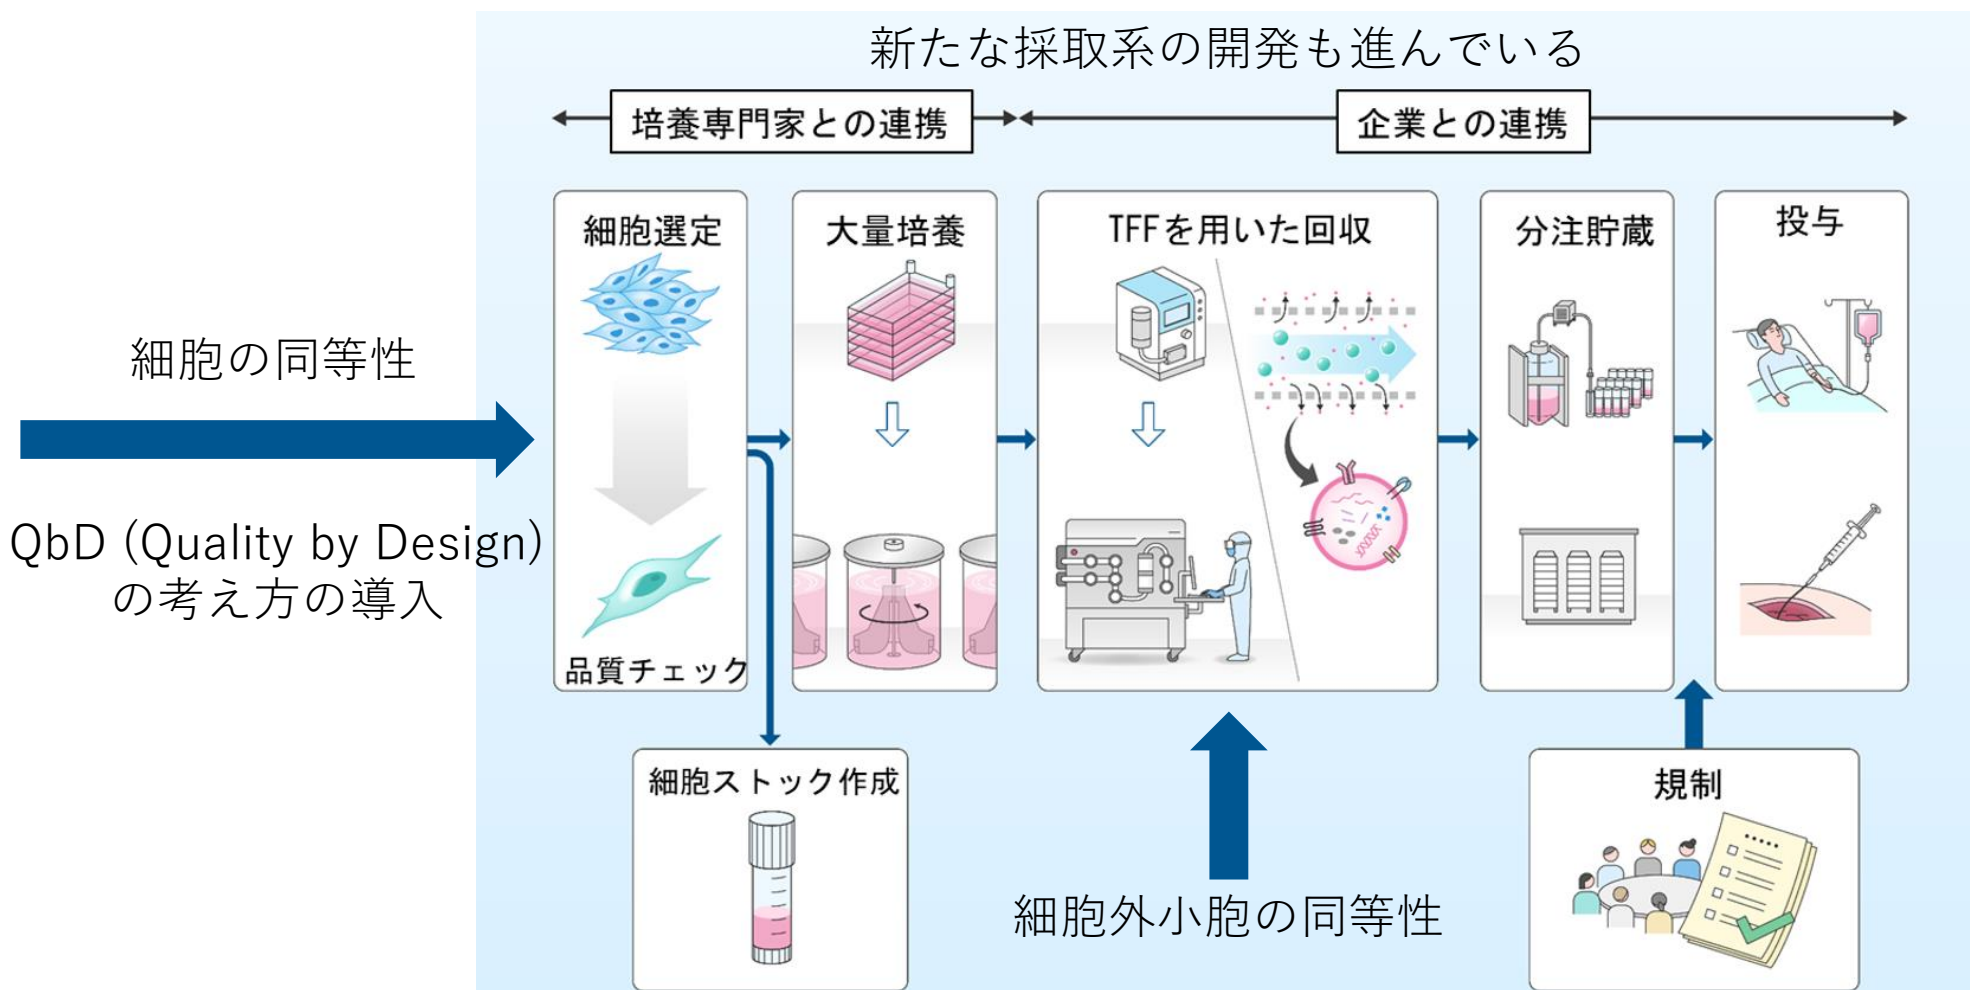 新たな採取系の開発も進んでいる
培養専門家との連携
企業との連携
細胞選定
大量培養
TFFを用いた回収
分注貯蔵
投与
細胞の同等性
QbD (Quality by Design)
の考え方の導入
品質チェック
細胞ストック作成
細胞外小胞の同等性
規制